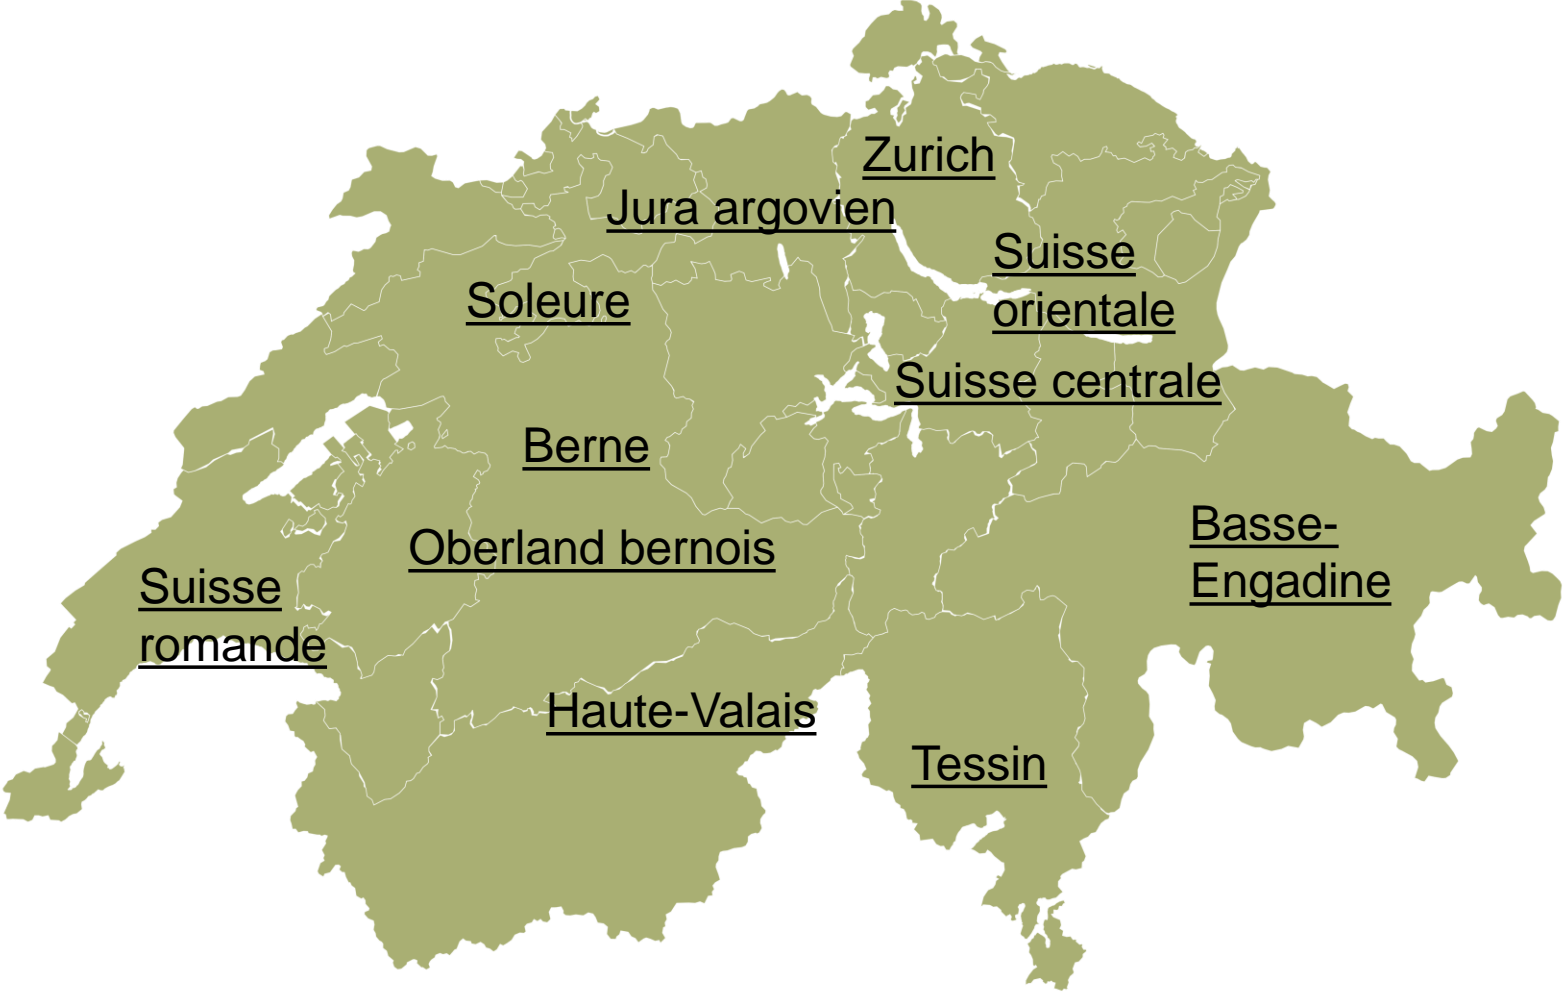 Zurich
Jura argovien
Suisse
orientale
Soleure
Suisse centrale
Berne
Basse-
Engadine
Oberland bernois
Suisse
romande
Haute-Valais
Tessin